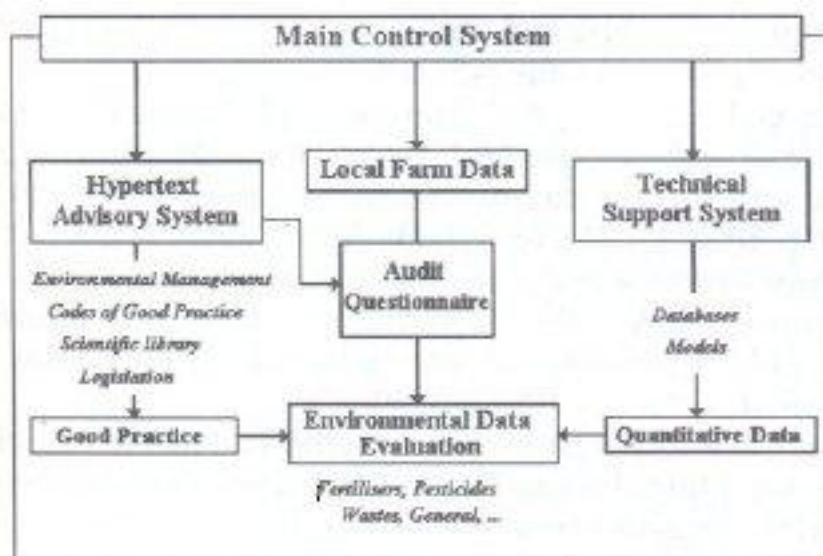 Main Control System
Hypertext
Advisory System
Local Farm Data
Technical
Support System
Audit
Questionnaire
Environmental Management
Codes of Good Practice
Scientific library
Legislation
Databases
Models
Good Practice
Environmental Data
Evaluation
Quantitative Data
Fertilisers, Pesticides
Wastes, General, ...